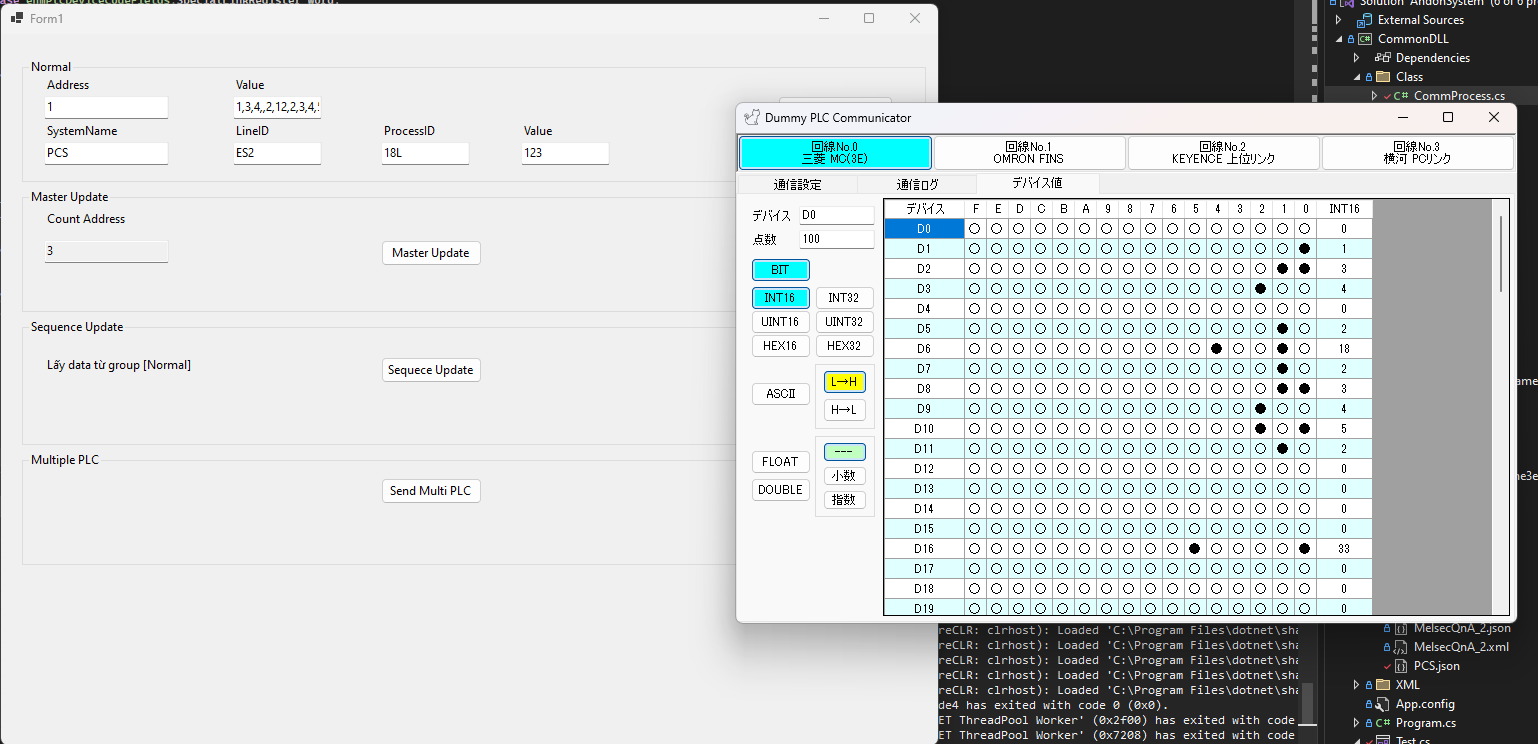 Form1
Normal
Address
Value
1
1,3,4,,2,12,2,3,4,
SystemName
LineID
ProcessID
Value
PCS
ES2
18L
123
Master Update
Count Address
3
Master Update
Sequence Update
Lấy data từ group [Normal]
Sequece Update
Multiple PLC
Send Multi PLC
Dummy PLC Communicator
回線No.0
三菱 MC(3E)
回線No.1
OMRON FINS
回線No.2
KEYENCE 上位リンク
回線No.3
横河 PCリンク
通信設定
通信ログ
デバイス値
デバイス D0
点数 100
BIT
INT16 INT32
UINT16 UINT32
HEX16 HEX32
ASCII
L→H
H→L
FLOAT
DOUBLE
---
小数
指数
デバイス F E D C B A 9 8 7 6 5 4 3 2 1 0 INT16
D0 0
D1 1
D2 3
D3 4
D4 0
D5 2
D6 18
D7 2
D8 3
D9 4
D10 5
D11 2
D12 0
D13 0
D14 0
D15 0
D16 33
D17 0
D18 0
D19 0
External Sources
CommonDLL
Dependencies
Class
C# CommProcess.cs
MelsecQnA_2.json
MelsecQnA_2.xml
PCS.json
XML
App.config
C# Program.cs
Test.cs
reCLR: clrhost): Loaded 'C:\Program Files\dotnet\sha
reCLR: clrhost): Loaded 'C:\Program Files\dotnet\sha
reCLR: clrhost): Loaded 'C:\Program Files\dotnet\sha
reCLR: clrhost): Loaded 'C:\Program Files\dotnet\sha
reCLR: clrhost): Loaded 'C:\Program Files\dotnet\sha
de4 has exited with code 0 (0x0).
ET ThreadPool Worker' (0x2f00) has exited with code
ET ThreadPool Worker' (0x7208) has exited with code